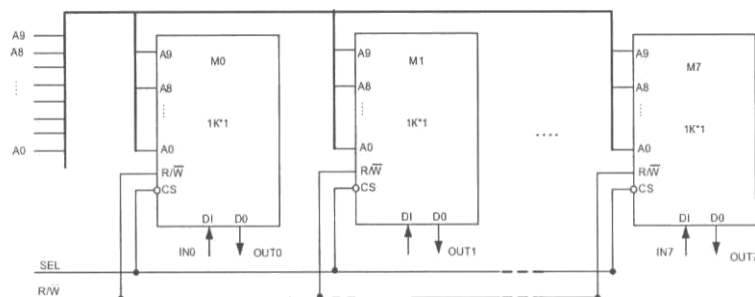 A9
A8
A0
A9
M0
A8
1K*1
A0
R/W̅
CS
DI D0
IN0 OUT0
A9
M1
A8
1K*1
A0
R/W̅
CS
DI D0
OUT1
....
A9
M7
A8
1K*1
A0
R/W̅
CS
DI D0
IN7 OUT7
SEL
R/W̅